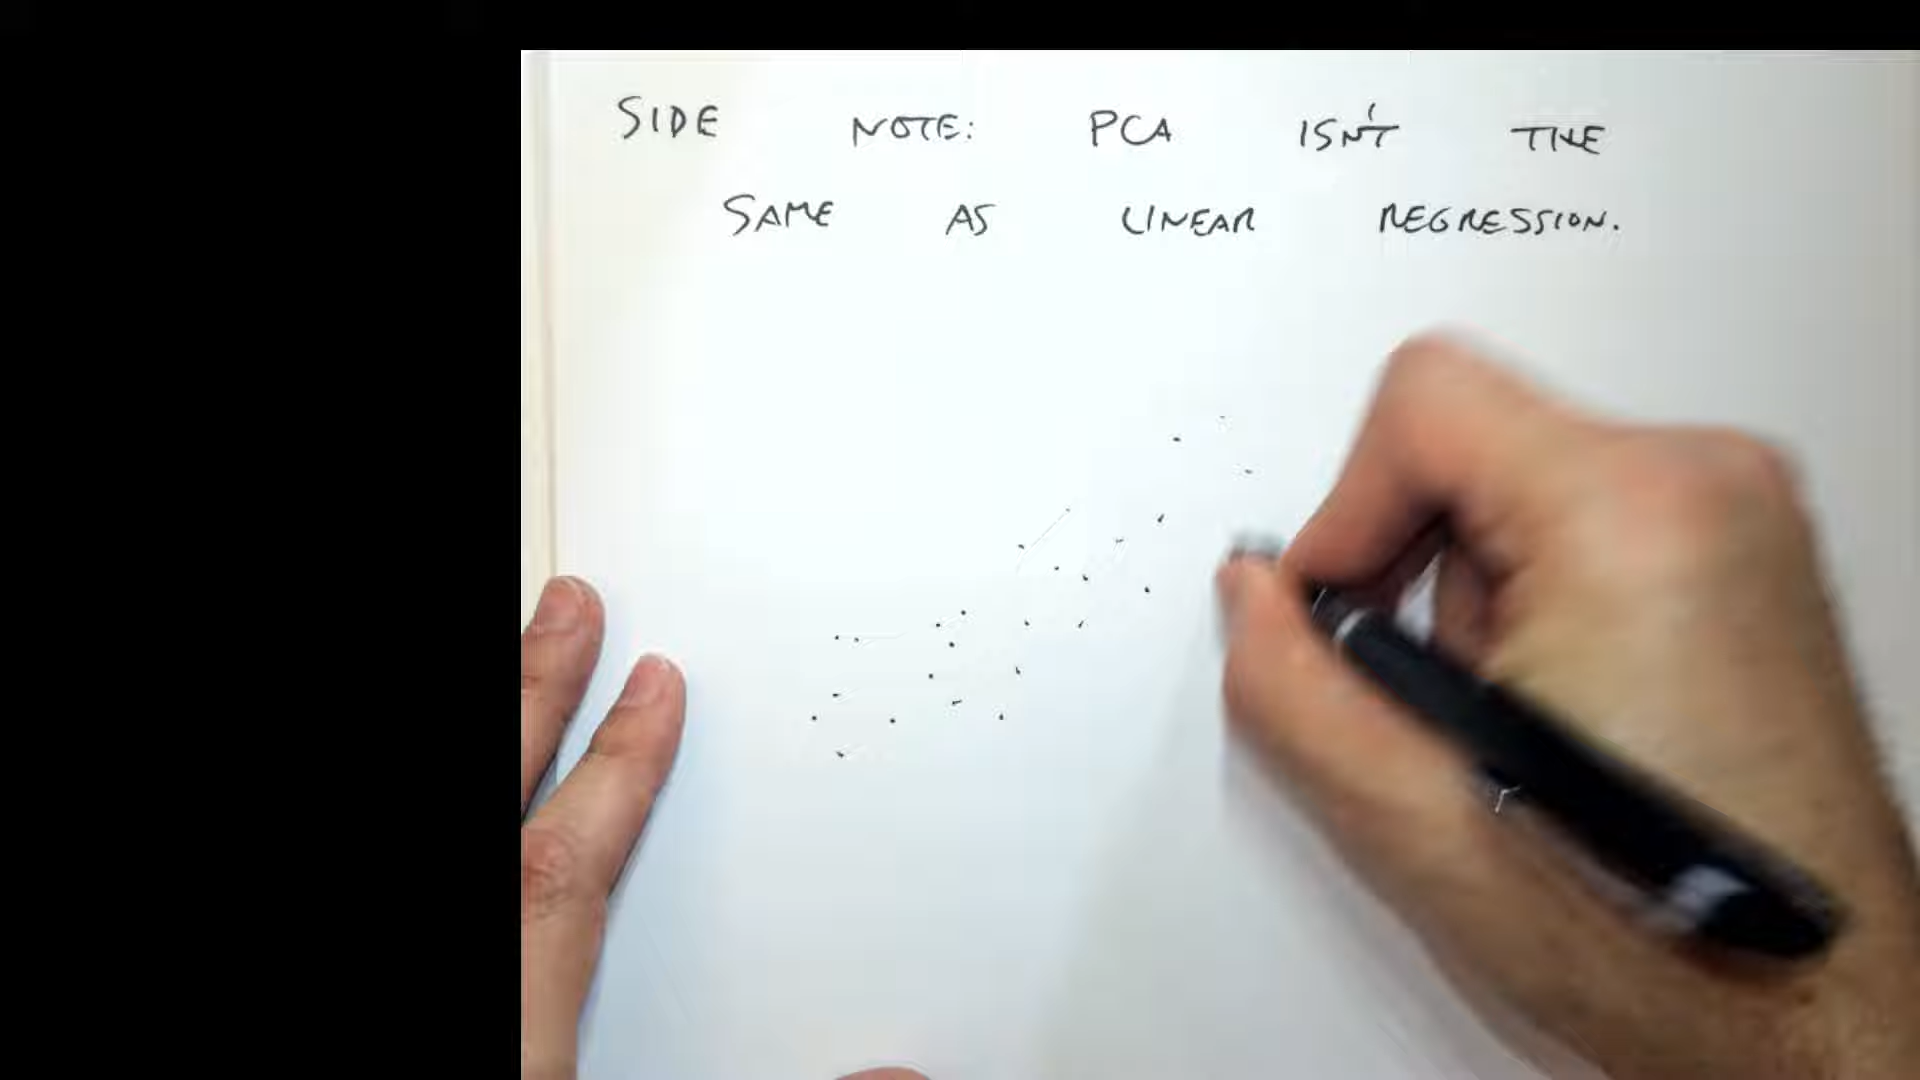 SIDE NOTE: PCA ISN'T THE
SAME AS LINEAR REGRESSION.